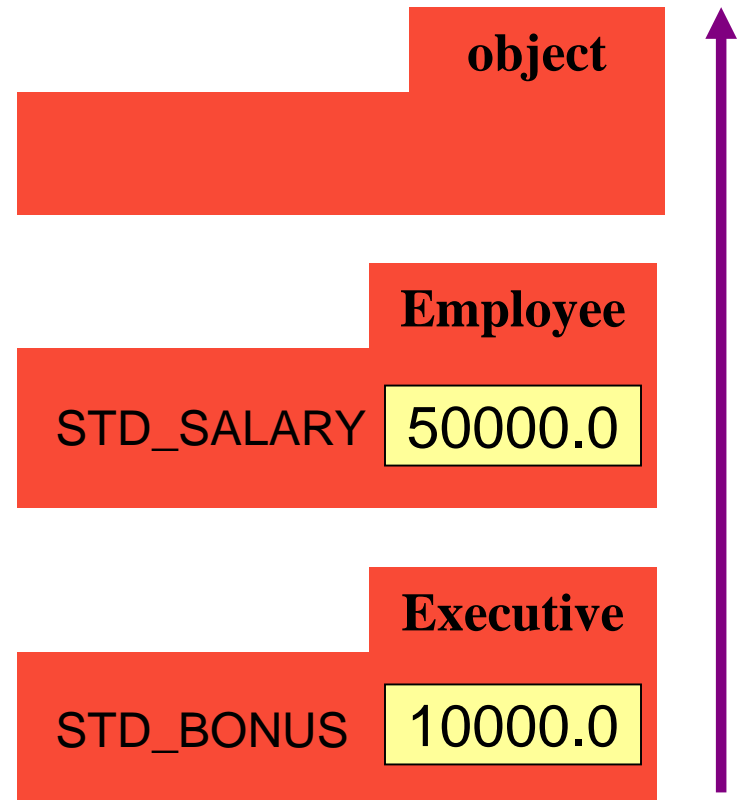 object
Employee
STD_SALARY 50000.0
Executive
STD_BONUS 10000.0